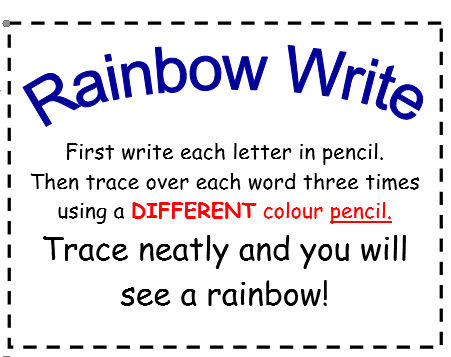 Rainbow Write
First write each letter in pencil.
Then trace over each word three times
using a DIFFERENT colour pencil.
Trace neatly and you will
see a rainbow!